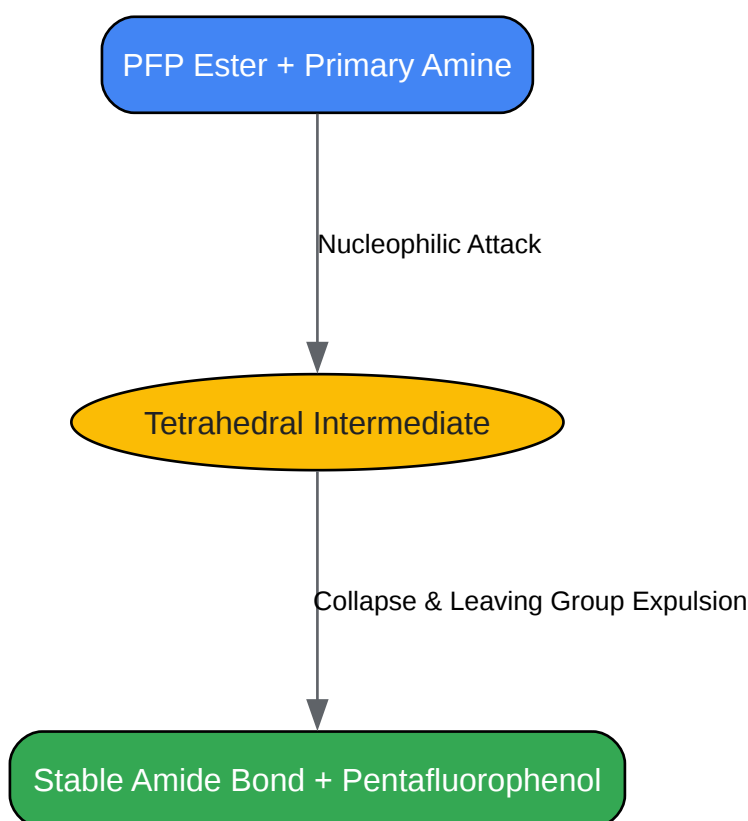 PFP Ester + Primary Amine
Nucleophilic Attack
Tetrahedral Intermediate
Collapse & Leaving Group Expulsion
Stable Amide Bond + Pentafluorophenol